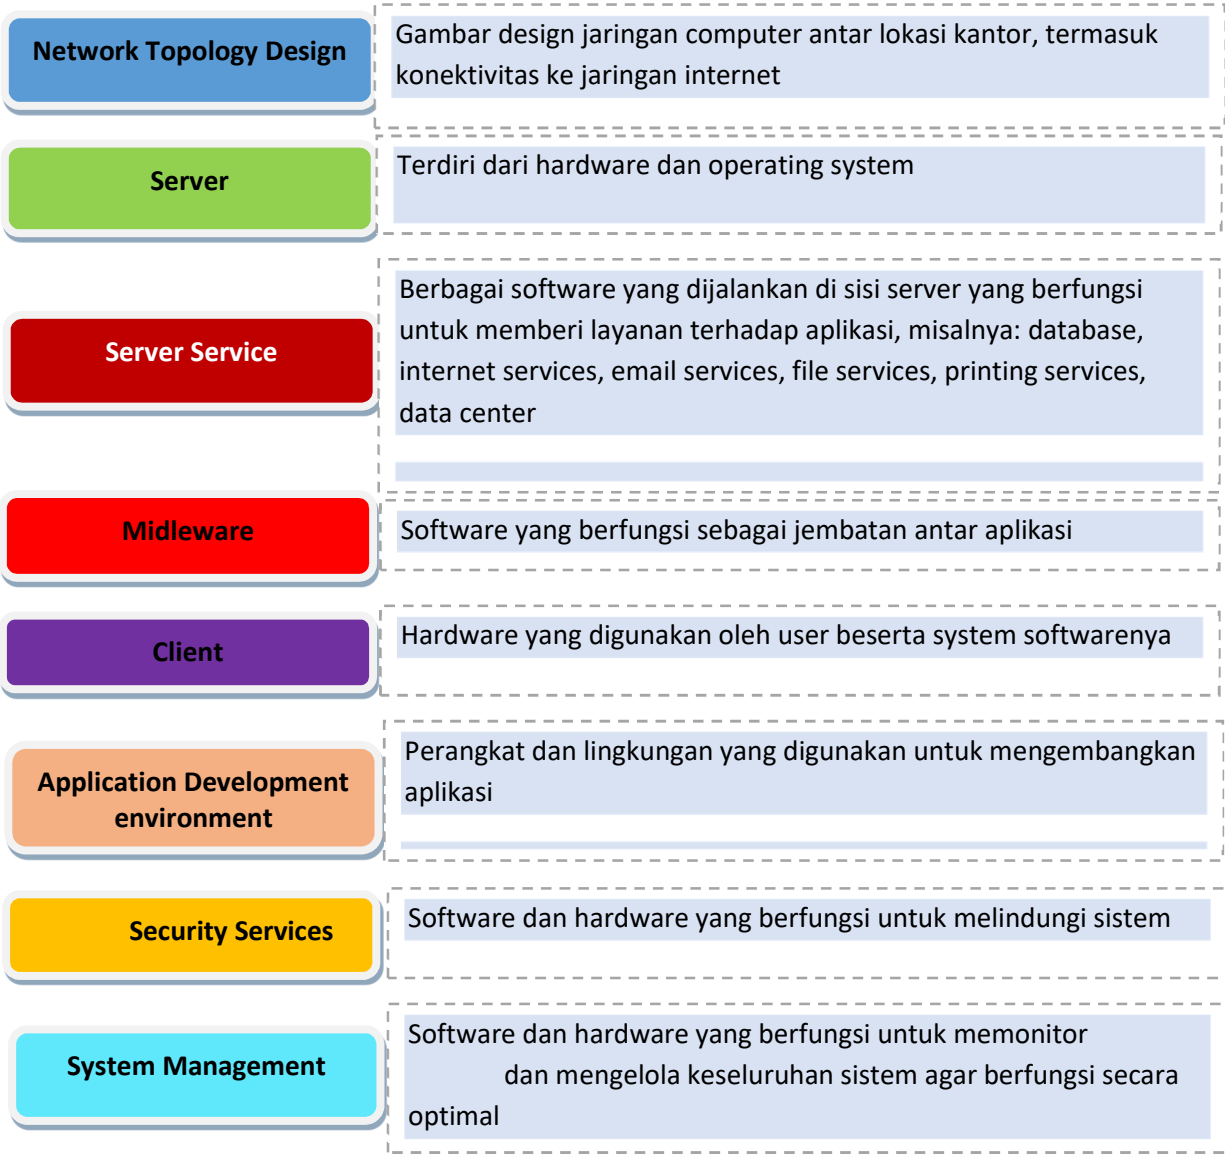 Network Topology Design
Gambar design jaringan computer antar lokasi kantor, termasuk
konektivitas ke jaringan internet
Server
Terdiri dari hardware dan operating system
Server Service
Berbagai software yang dijalankan di sisi server yang berfungsi
untuk memberi layanan terhadap aplikasi, misalnya: database,
internet services, email services, file services, printing services,
data center
Midleware
Software yang berfungsi sebagai jembatan antar aplikasi
Client
Hardware yang digunakan oleh user beserta system softwarenya
Application Development
environment
Perangkat dan lingkungan yang digunakan untuk mengembangkan
aplikasi
Security Services
Software dan hardware yang berfungsi untuk melindungi sistem
System Management
Software dan hardware yang berfungsi untuk memonitor
dan mengelola keseluruhan sistem agar berfungsi secara
optimal